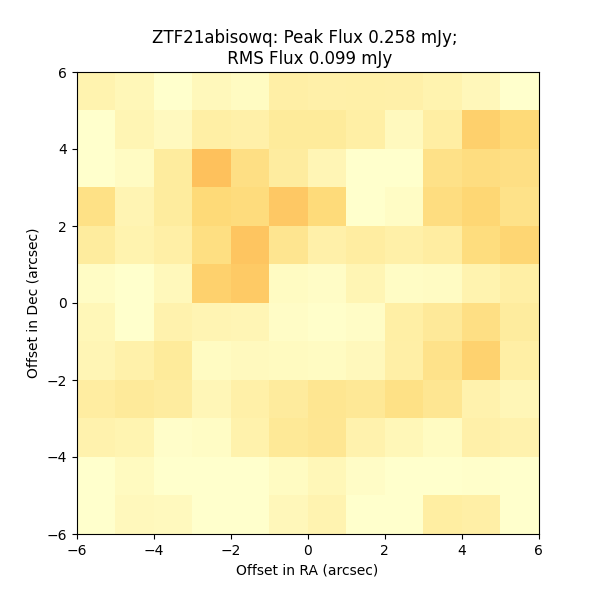 ZTF21abisowq: Peak Flux 0.258 mJy;
RMS Flux 0.099 mJy
6
4
2
0
−2
−4
−6
Offset in Dec (arcsec)
−6 −4 −2 0 2 4 6
Offset in RA (arcsec)